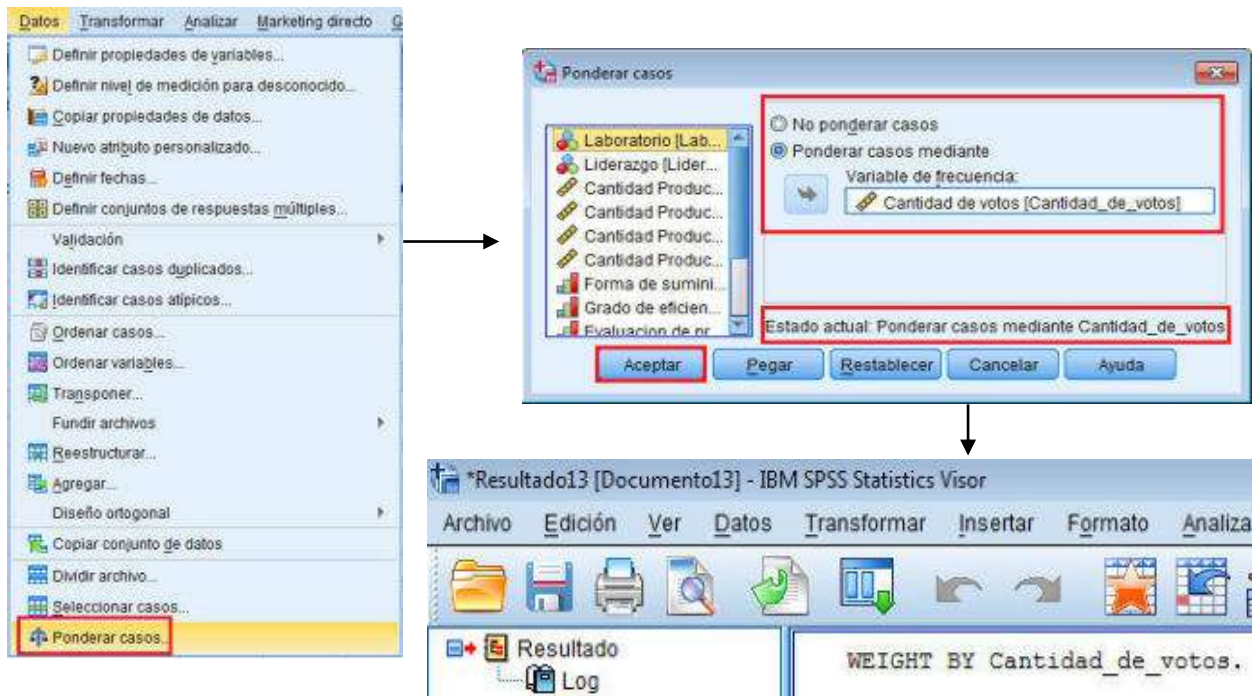 Datos Transformar Analizar Marketing directo G
Definir propiedades de variables...
Definir nivel de medición para desconocido...
Copiar propiedades de datos...
Nuevo atributo personalizado...
Definir fechas...
Definir conjuntos de respuestas múltiples...
Validación
Identificar casos duplicados...
Identificar casos atípicos...
Ordenar casos...
Ordenar variables...
Transponer...
Fundir archivos
Reestructurar...
Agregar...
Diseño ortogonal
Copiar conjunto de datos
Dividir archivo...
Seleccionar casos...
Ponderar casos...
Ponderar casos
Laboratorio [Lab...
Liderazgo [Lider...
Cantidad Produc...
Cantidad Produc...
Cantidad Produc...
Cantidad Produc...
Forma de sumini...
Grado de eficien...
Evaluacion de pr...
No ponderar casos
Ponderar casos mediante
Variable de frecuencia:
Cantidad de votos [Cantidad_de_votos]
Estado actual: Ponderar casos mediante Cantidad_de_votos
Aceptar Pegar Restablecer Cancelar Ayuda
*Resultado13 [Documento13] - IBM SPSS Statistics Visor
Archivo Edición Ver Datos Transformar Insertar Formato Analiza
Resultado
Log
WEIGHT BY Cantidad_de_votos.